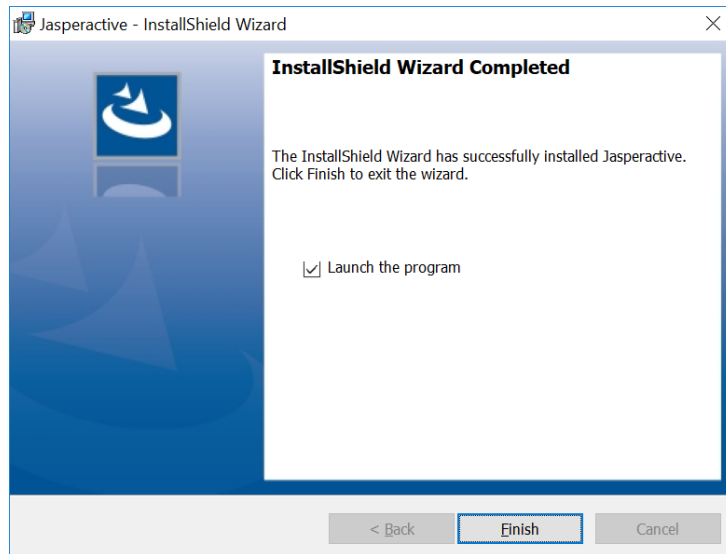 Jasperactive - InstallShield Wizard
InstallShield Wizard Completed
The InstallShield Wizard has successfully installed Jasperactive.
Click Finish to exit the wizard.
Launch the program
< Back
Finish
Cancel